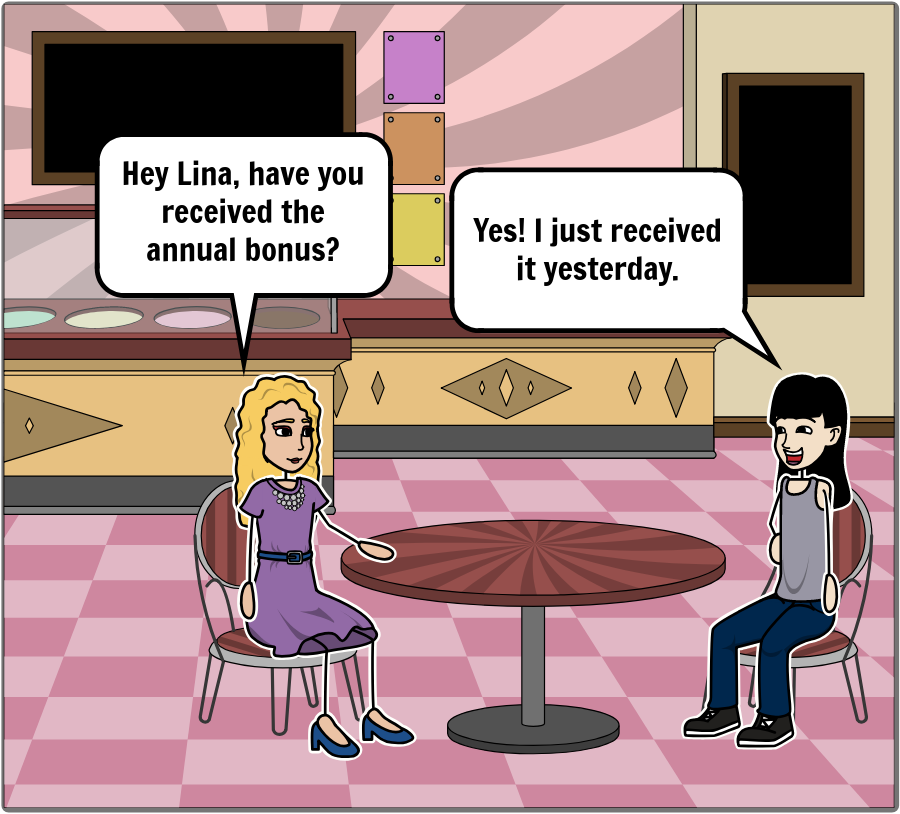 Hey Lina, have you
received the
annual bonus?
Yes! I just received
it yesterday.